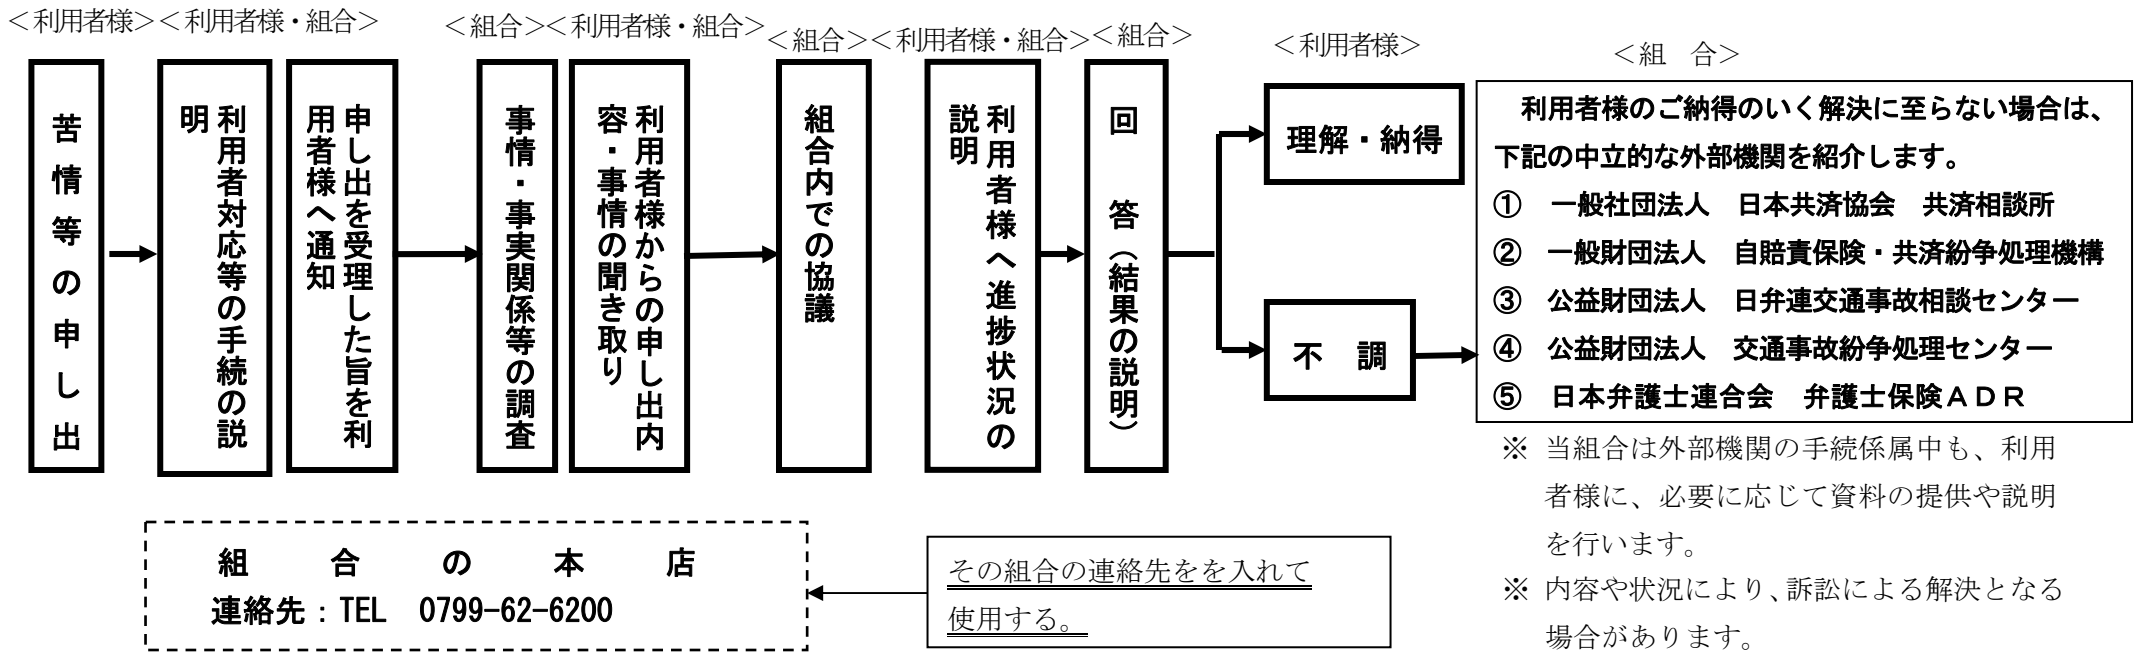 ＜利用者様＞
＜利用者様・組合＞
＜組合＞
＜利用者様・組合＞
＜組合＞
＜利用者様・組合＞
＜組合＞
＜利用者様＞
＜組　合＞
苦情等の申し出
利用者対応等の手続の説
明
申し出を受理した旨を利
用者様へ通知
事情・事実関係等の調査
利用者様からの申し出内
容・事情の聞き取り
組合内での協議
利用者様へ進捗状況の
説明
回　答（結果の説明）
理解・納得
不　調
利用者様のご納得のいく解決に至らない場合は、
下記の中立的な外部機関を紹介します。
①　一般社団法人　日本共済協会　共済相談所
②　一般財団法人　自賠責保険・共済紛争処理機構
③　公益財団法人　日弁連交通事故相談センター
④　公益財団法人　交通事故紛争処理センター
⑤　日本弁護士連合会　弁護士保険ＡＤＲ
※ 当組合は外部機関の手続係属中も、利用
者様に、必要に応じて資料の提供や説明
を行います。
※ 内容や状況により、訴訟による解決となる
場合があります。
組　合　の　本　店
連絡先：TEL　0799-62-6200
その組合の連絡先をを入れて
使用する。